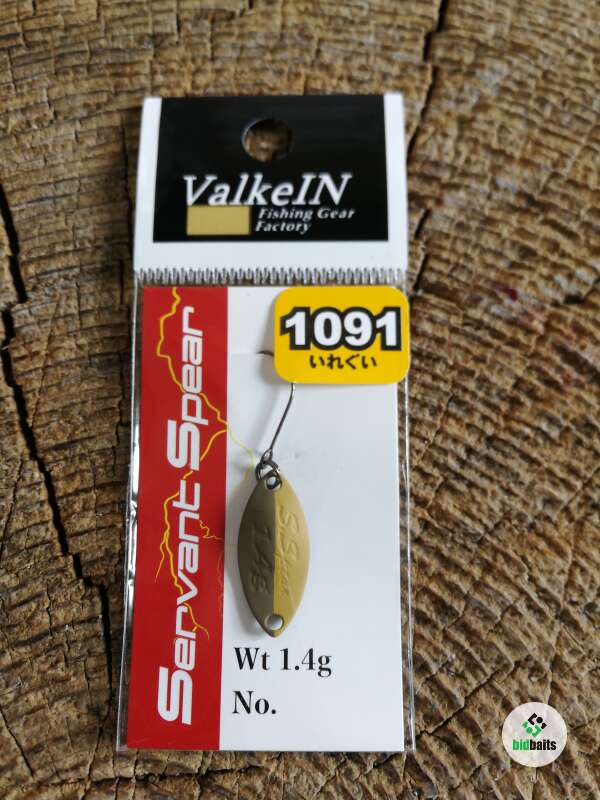 ValkeIN
Fishing Gear
Factory
1091
いれぐい
Servant Spear
S.Spear
1.4g
Wt 1.4g
No.
bidbaits